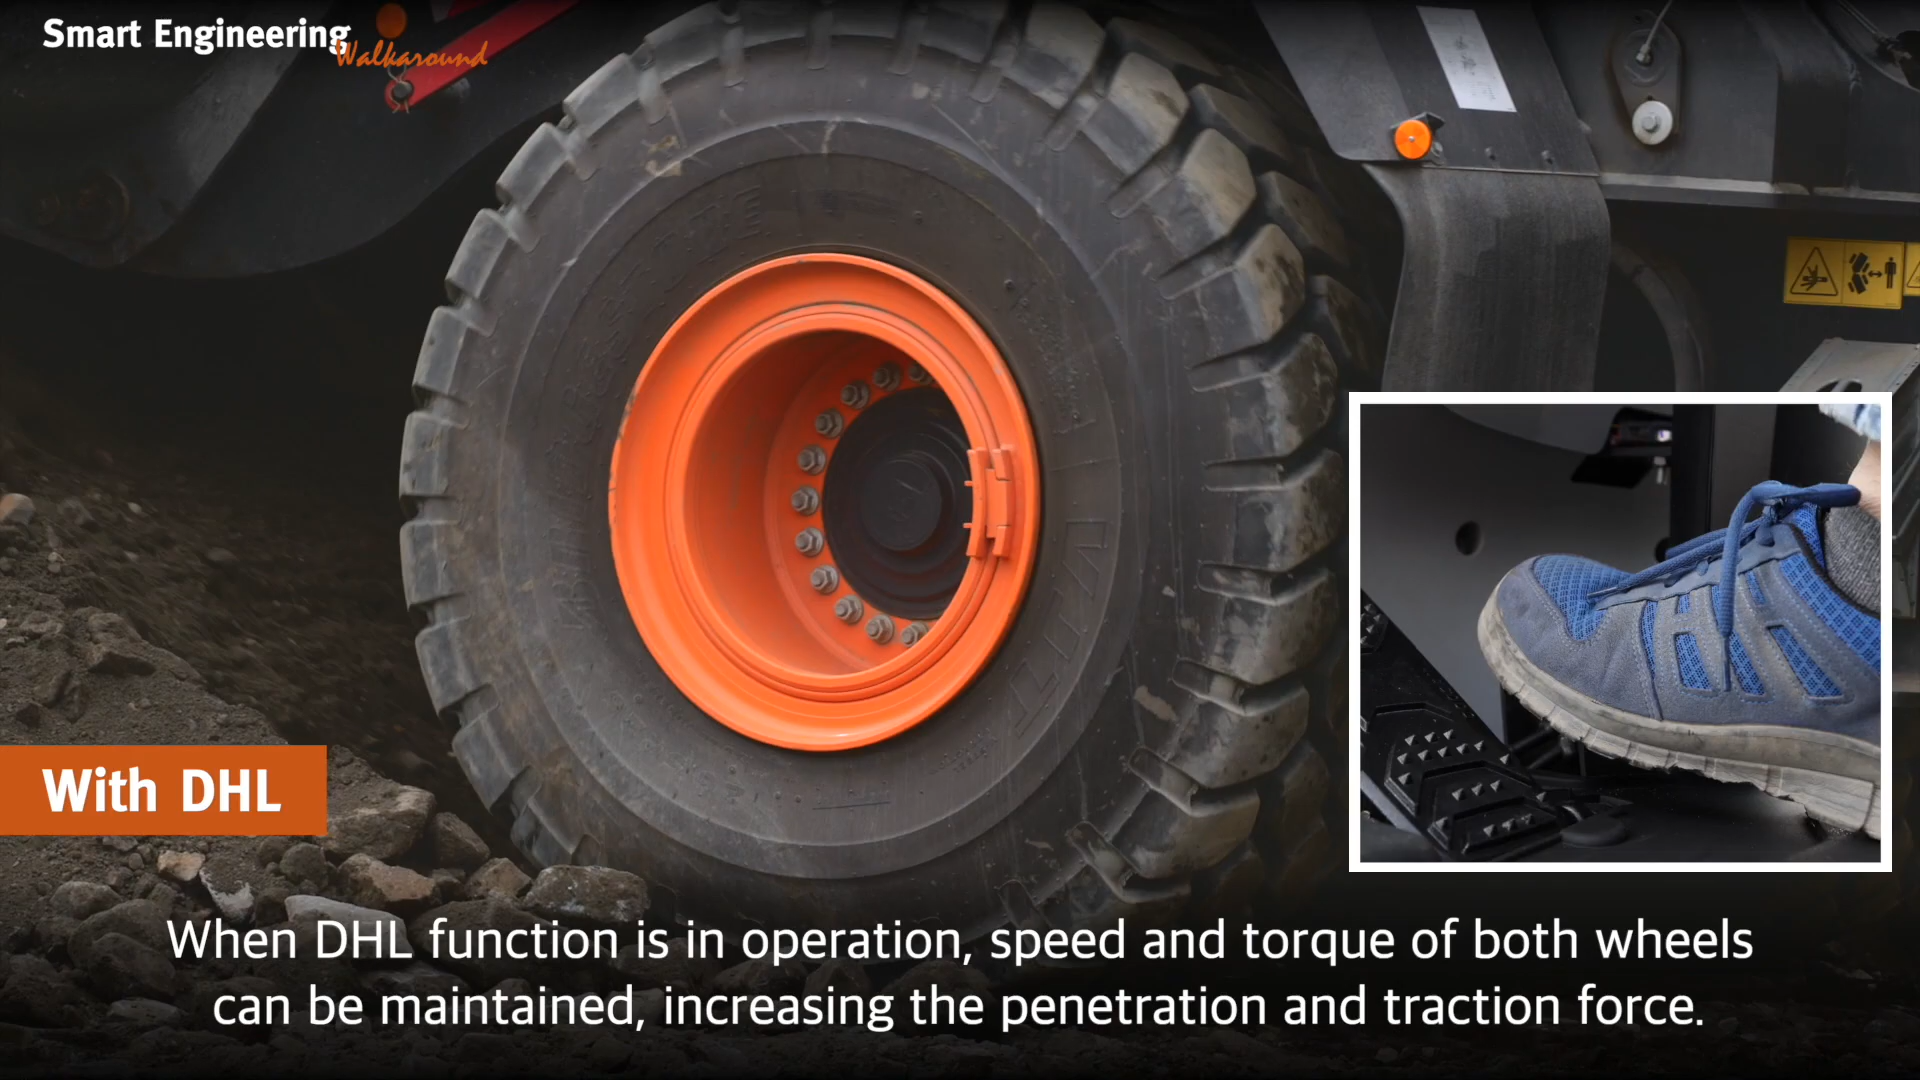 Smart Engineering
Walkaround
With DHL
When DHL function is in operation, speed and torque of both wheels
can be maintained, increasing the penetration and traction force.